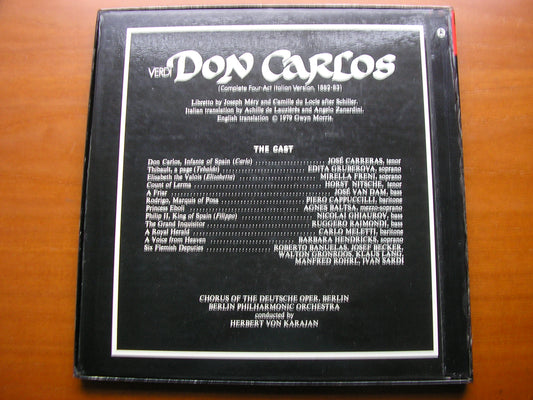 VERDI DON CARLOS
(Complete Four-Act Italian Version, 1882-83)
Libretto by Joseph Méry and Camille du Locle after Schiller.
Italian translation by Achille de Lauzières and Angelo Zanardini.
English translation © 1979 Gwyn Morris.
THE CAST
Don Carlos, Infante of Spain (Carlo) JOSÉ CARRERAS, tenor
Thibault, a page (Tebaldo) EDITA GRUBEROVA, soprano
Elisabeth the Valois (Elisabetta) MIRELLA FRENI, soprano
Count of Lerma HORST NITSCHE, tenor
A Friar JOSÉ VAN DAM, bass
Rodrigo, Marquis of Posa PIERO CAPPUCCILLI, baritone
Princess Eboli AGNES BALTSA, mezzo-soprano
Philip II, King of Spain (Filippo) NICOLAI GHIAUROV, bass
The Grand Inquisitor RUGGERO RAIMONDI, bass
A Royal Herald CARLO MELETTI, baritone
A Voice from Heaven BARBARA HENDRICKS, soprano
Six Flemish Deputies ROBERTO BANUELAS, JOSEF BECKER,
WALTON GRONROOS, KLAUS LANG,
MANFRED ROHRL, IVAN SARDI
CHORUS OF THE DEUTSCHE OPER, BERLIN
BERLIN PHILHARMONIC ORCHESTRA
conducted by
HERBERT VON KARAJAN